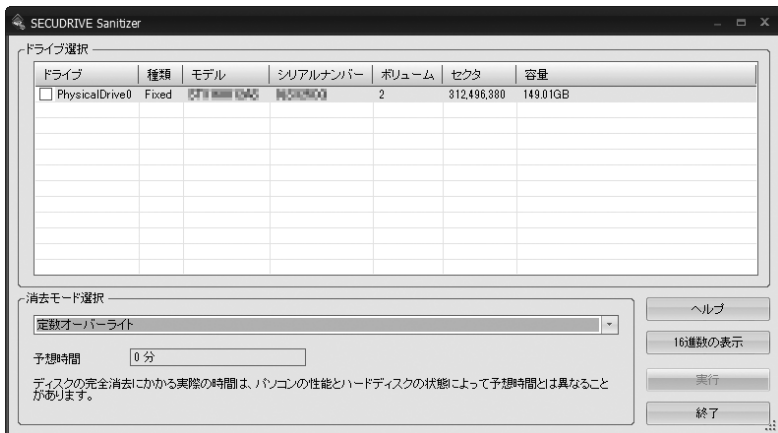 SECUDRIVE Sanitizer
ドライブ選択
ドライブ 種類 モデル シリアルナンバー ボリューム セクタ 容量
PhysicalDrive0 Fixed 2 312,496,380 149.01GB
消去モード選択
定数オーバーライト
予想時間 0 分
ディスクの完全消去にかかる実際の時間は、パソコンの性能とハードディスクの状態によって予想時間とは異なること
があります。
ヘルプ
16進数の表示
実行
終了